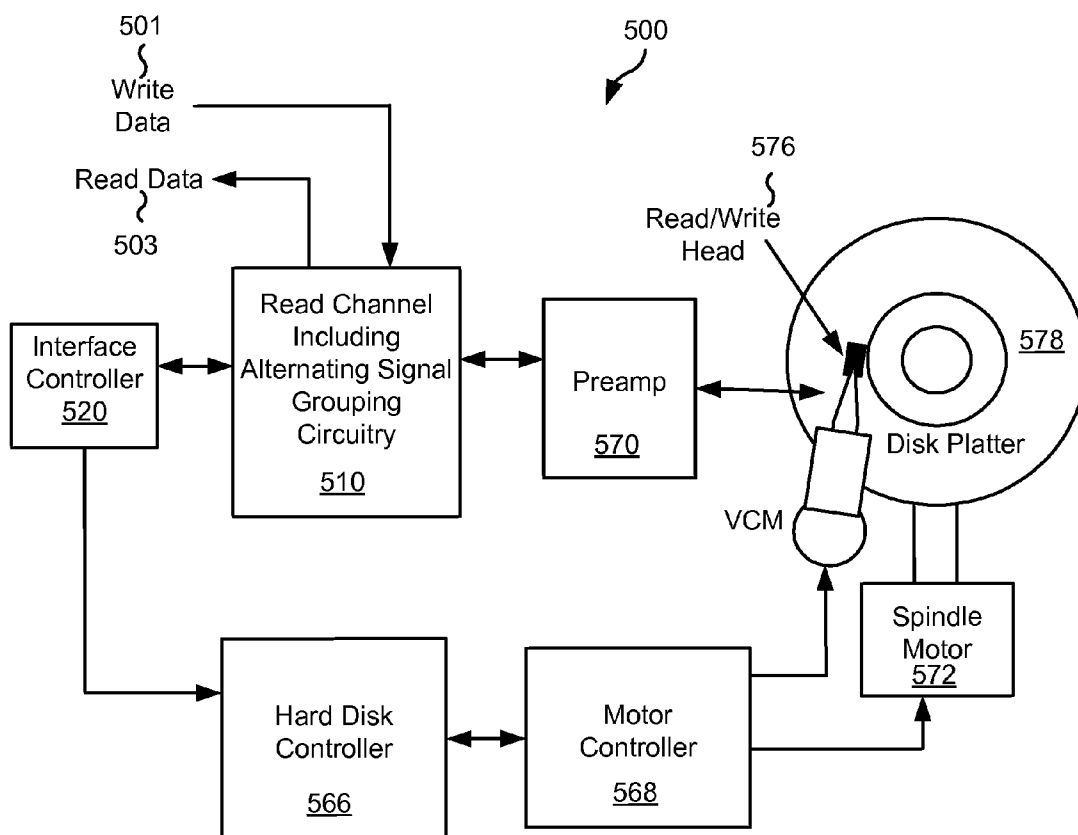 501
500
Write
Data
576
Read Data
503
Read/Write
Head
Read Channel
Including
Alternating Signal
Grouping
Circuitry
510
Interface
Controller
520
Preamp
570
578
Disk Platter
VCM
Spindle
Motor
572
Hard Disk
Controller
566
Motor
Controller
568